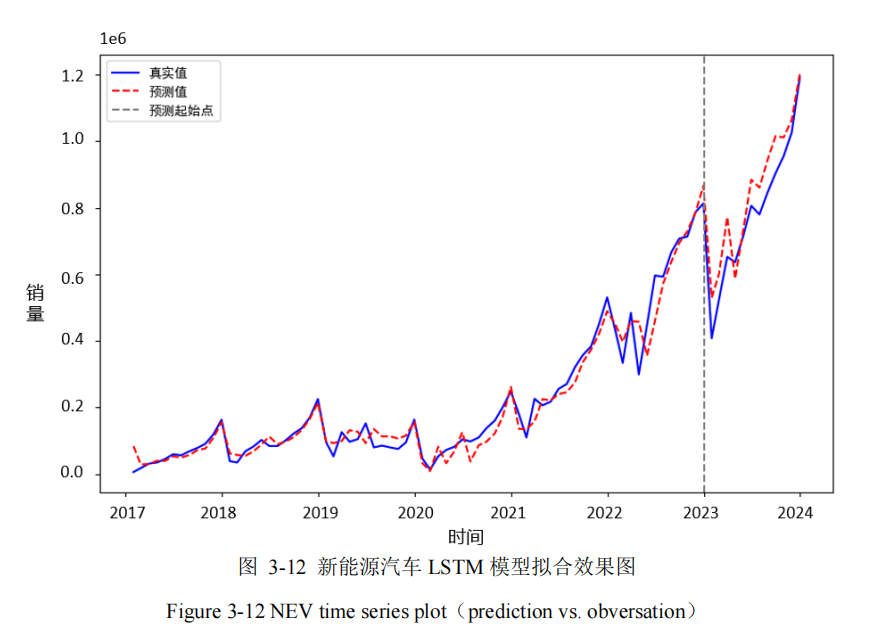 1e6
1.2
1.0
0.8
0.6
0.4
0.2
0.0
真实值
预测值
预测起始点
销量
2017 2018 2019 2020 2021 2022 2023 2024
时间
图 3-12 新能源汽车 LSTM 模型拟合效果图
Figure 3-12 NEV time series plot（prediction vs. obversation）